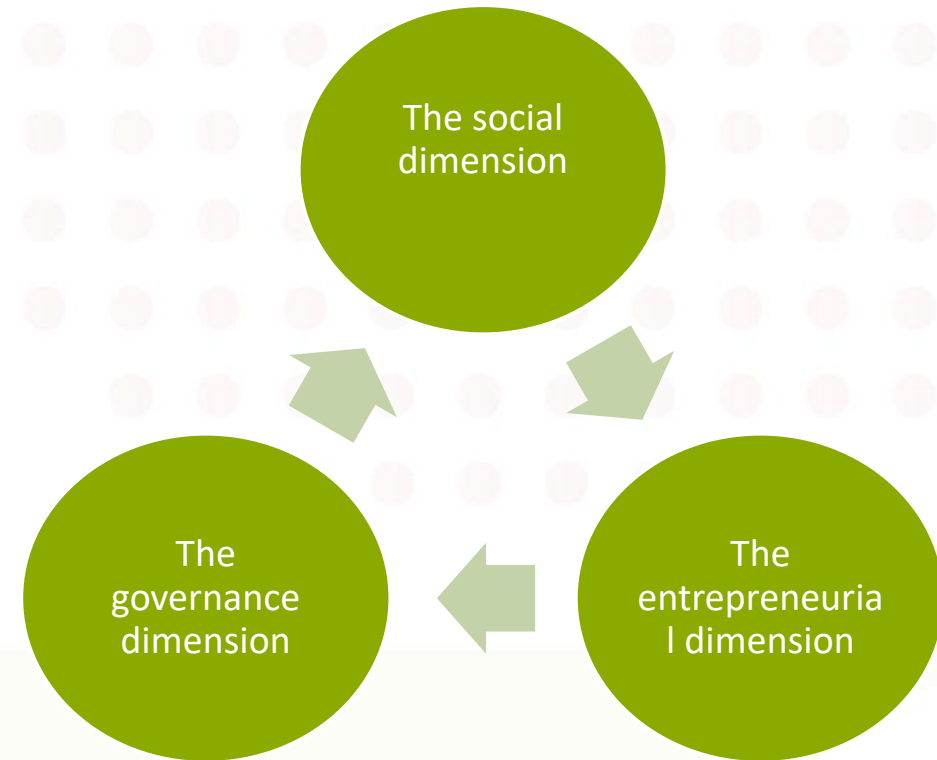 The social
dimension
The
governance
dimension
The
entrepreneuria
l dimension